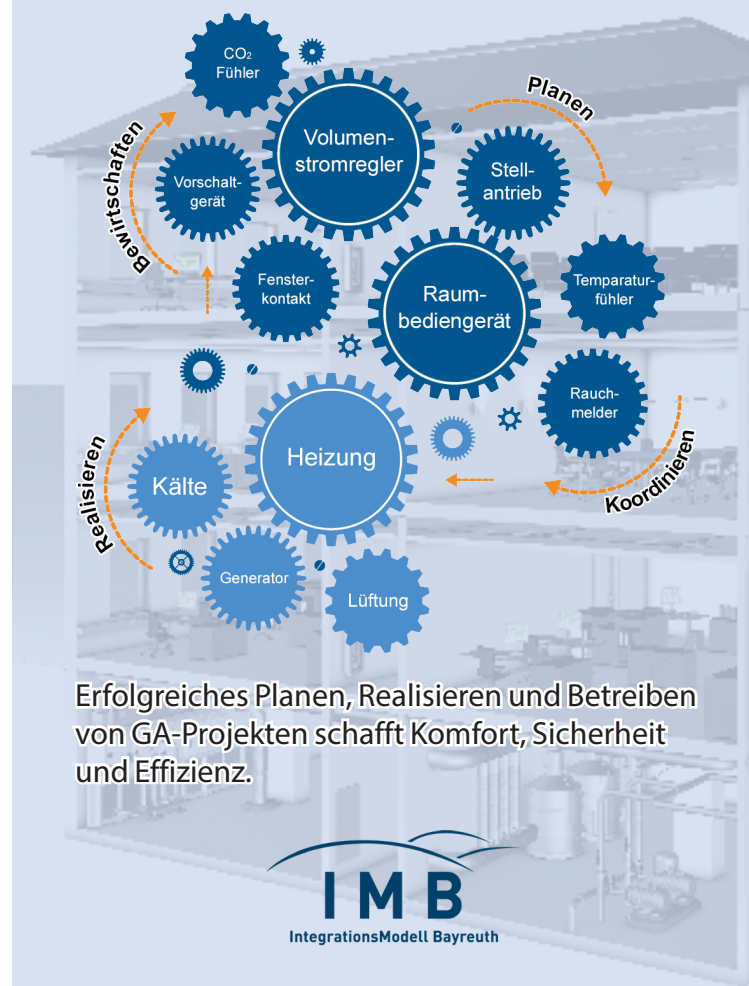 CO₂
Fühler
Volumen-
stromregler
Planen
Stell-
antrieb
Bewirtschaften
Vorschalt-
gerät
Fenster-
kontakt
Raum-
bediengerät
Temparatur-
fühler
Rauch-
melder
Koordinieren
Heizung
Realisieren
Kälte
Generator
Lüftung
Erfolgreiches Planen, Realisieren und Betreiben
von GA-Projekten schafft Komfort, Sicherheit
und Effizienz.
IMB
IntegrationsModell Bayreuth